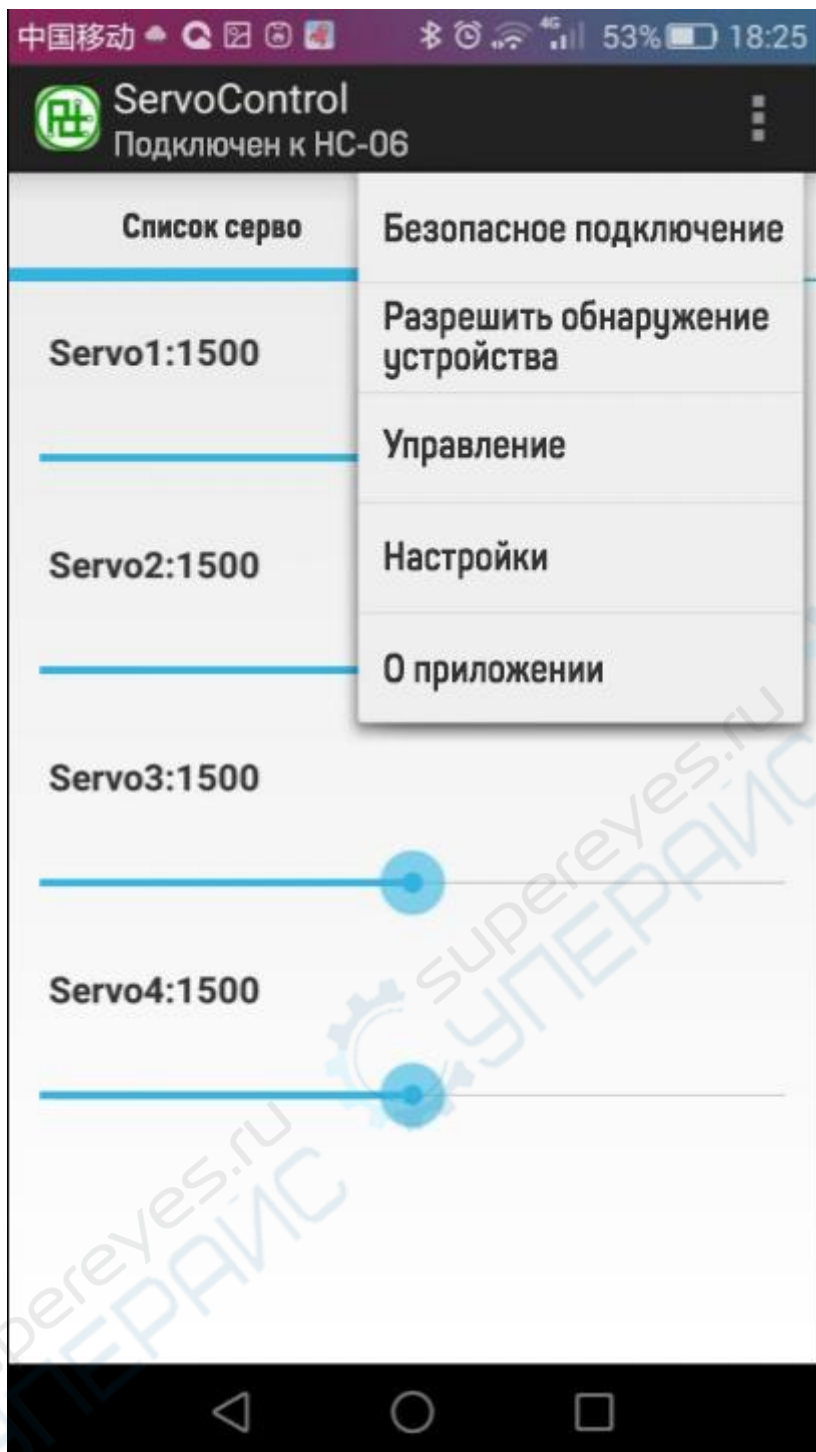 中国移动 53% 18:25
4G
ServoControl
Подключен к HC-06
Список серво
Безопасное подключение
Разрешить обнаружение
устройства
Servo1:1500
Управление
Servo2:1500
Настройки
О приложении
Servo3:1500
Servo4:1500
supereyes.ru
СУПЕРАЙС
supereyes.ru
СУПЕРАЙС